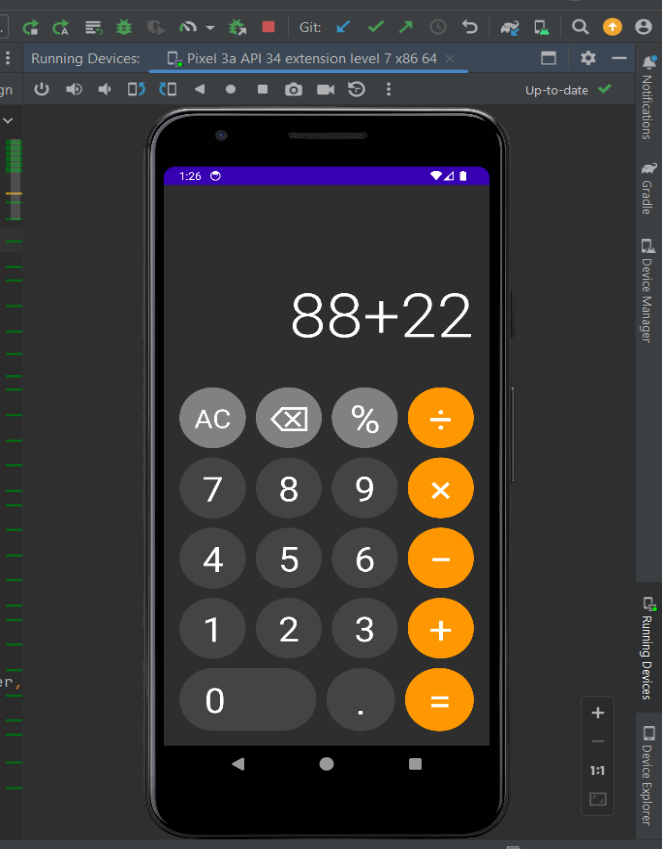 Git:
Running Devices:
Pixel 3a API 34 extension level 7 x86 64
gn
Up-to-date
1:26
88+22
AC
%
÷
7
8
9
×
4
5
6
−
1
2
3
+
0
.
=
er,
1:1
Notifications
Gradle
Device Manager
Running Devices
Device Explorer